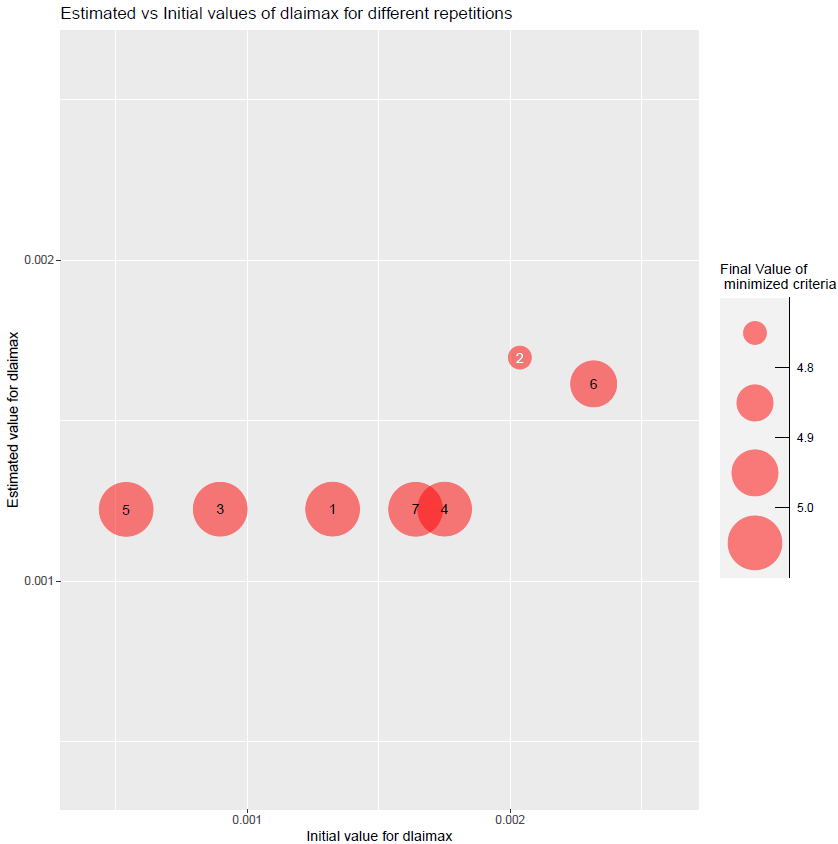 Estimated vs Initial values of dlaimax for different repetitions
Estimated value for dlaimax
0.002
0.001
2
6
5
3
1
7
4
0.001
0.002
Initial value for dlaimax
Final Value of
minimized criteria
4.8
4.9
5.0